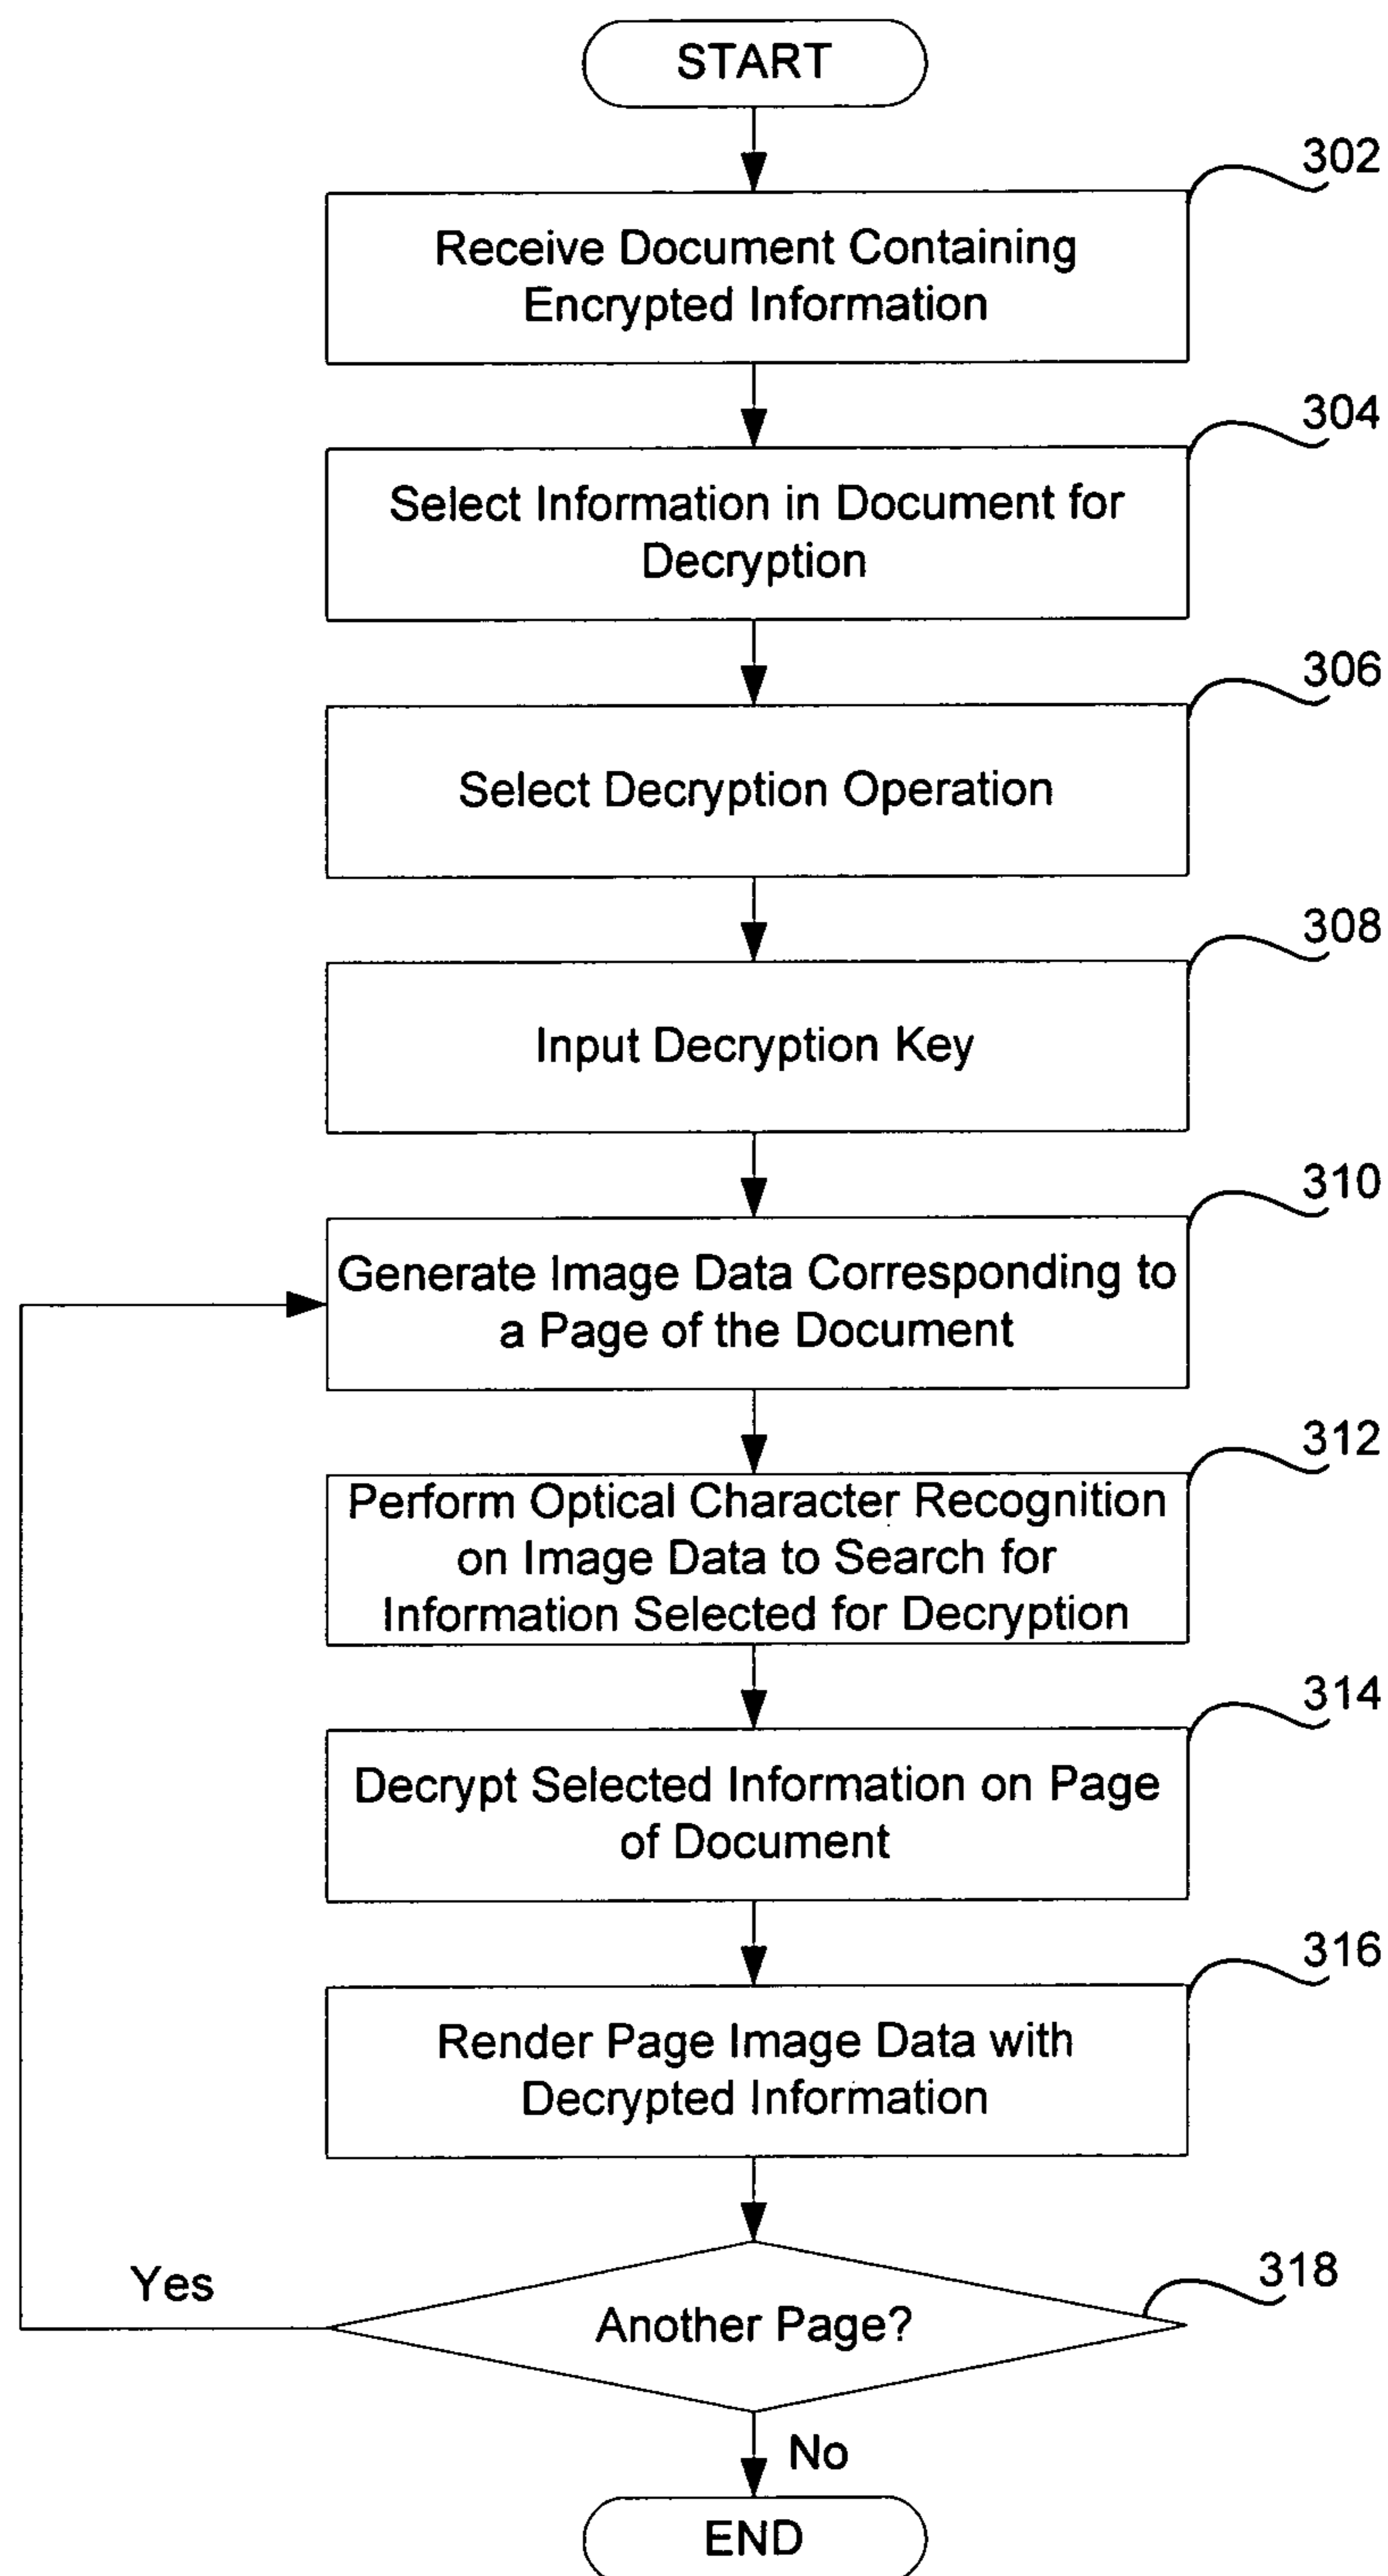 START
302
Receive Document Containing
Encrypted Information
304
Select Information in Document for
Decryption
306
Select Decryption Operation
308
Input Decryption Key
310
Generate Image Data Corresponding to
a Page of the Document
312
Perform Optical Character Recognition
on Image Data to Search for
Information Selected for Decryption
314
Decrypt Selected Information on Page
of Document
316
Render Page Image Data with
Decrypted Information
318
Yes
Another Page?
No
END